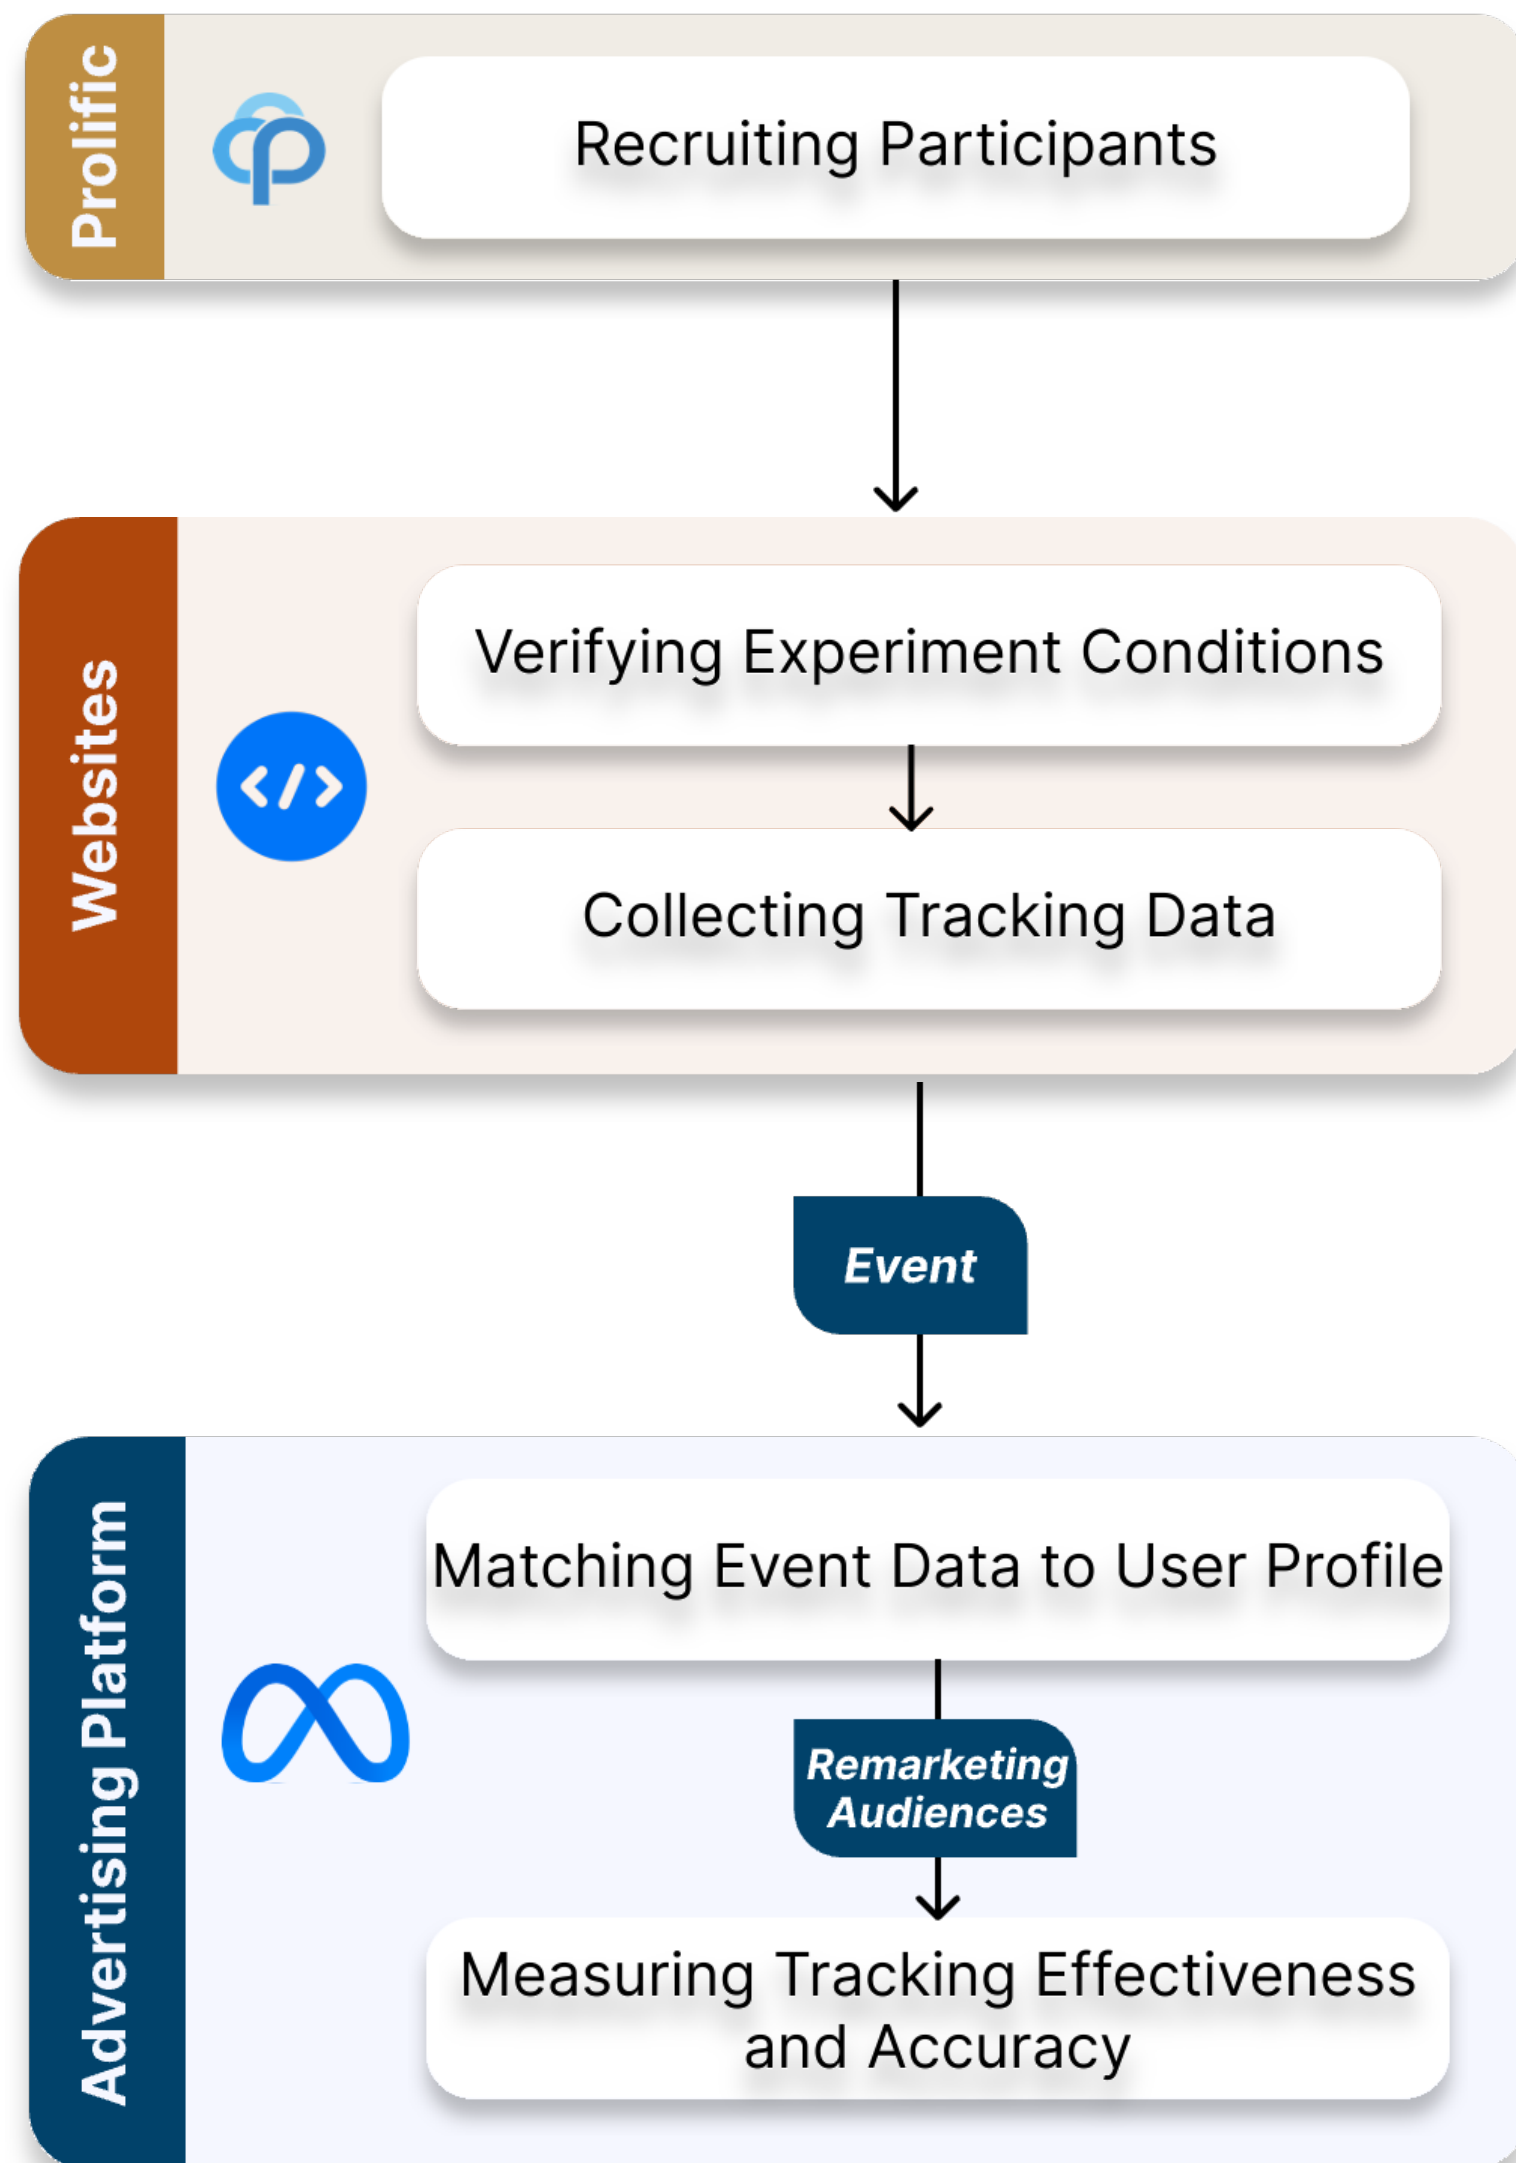 Prolific
Recruiting Participants
Websites
Verifying Experiment Conditions
Collecting Tracking Data
Event
Advertising Platform
Matching Event Data to User Profile
Remarketing
Audiences
Measuring Tracking Effectiveness
and Accuracy